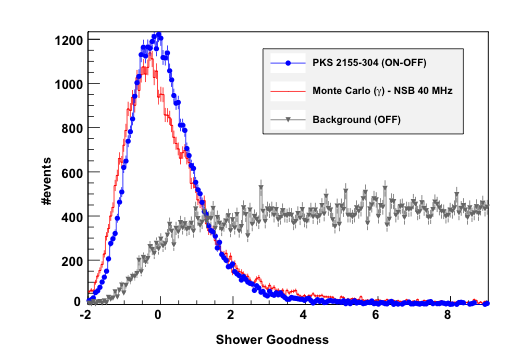 1200
1000
800
600
400
200
0
#events
PKS 2155-304 (ON-OFF)
Monte Carlo (γ) - NSB 40 MHz
Background (OFF)
-2 0 2 4 6 8
Shower Goodness